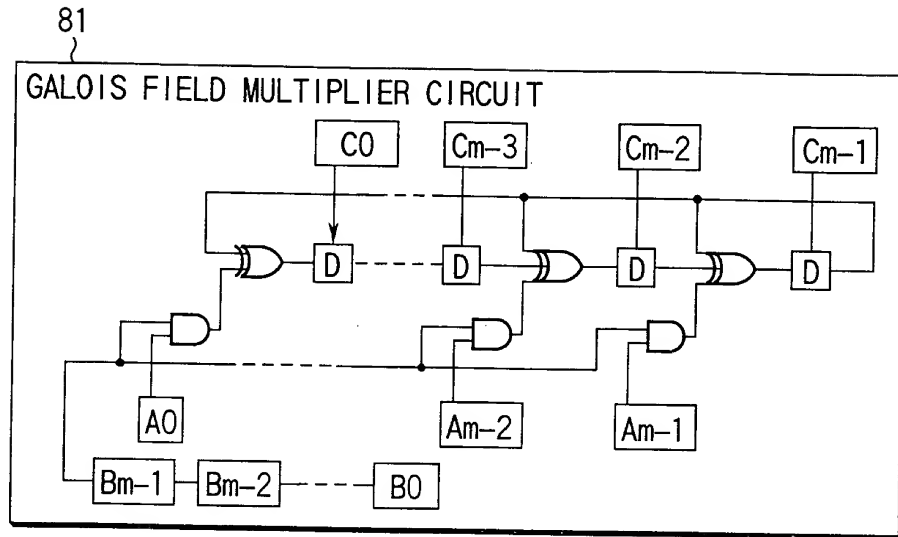 81
GALOIS FIELD MULTIPLIER CIRCUIT
C0 Cm-3 Cm-2 Cm-1
D D D D
A0 Am-2 Am-1
Bm-1 Bm-2 B0